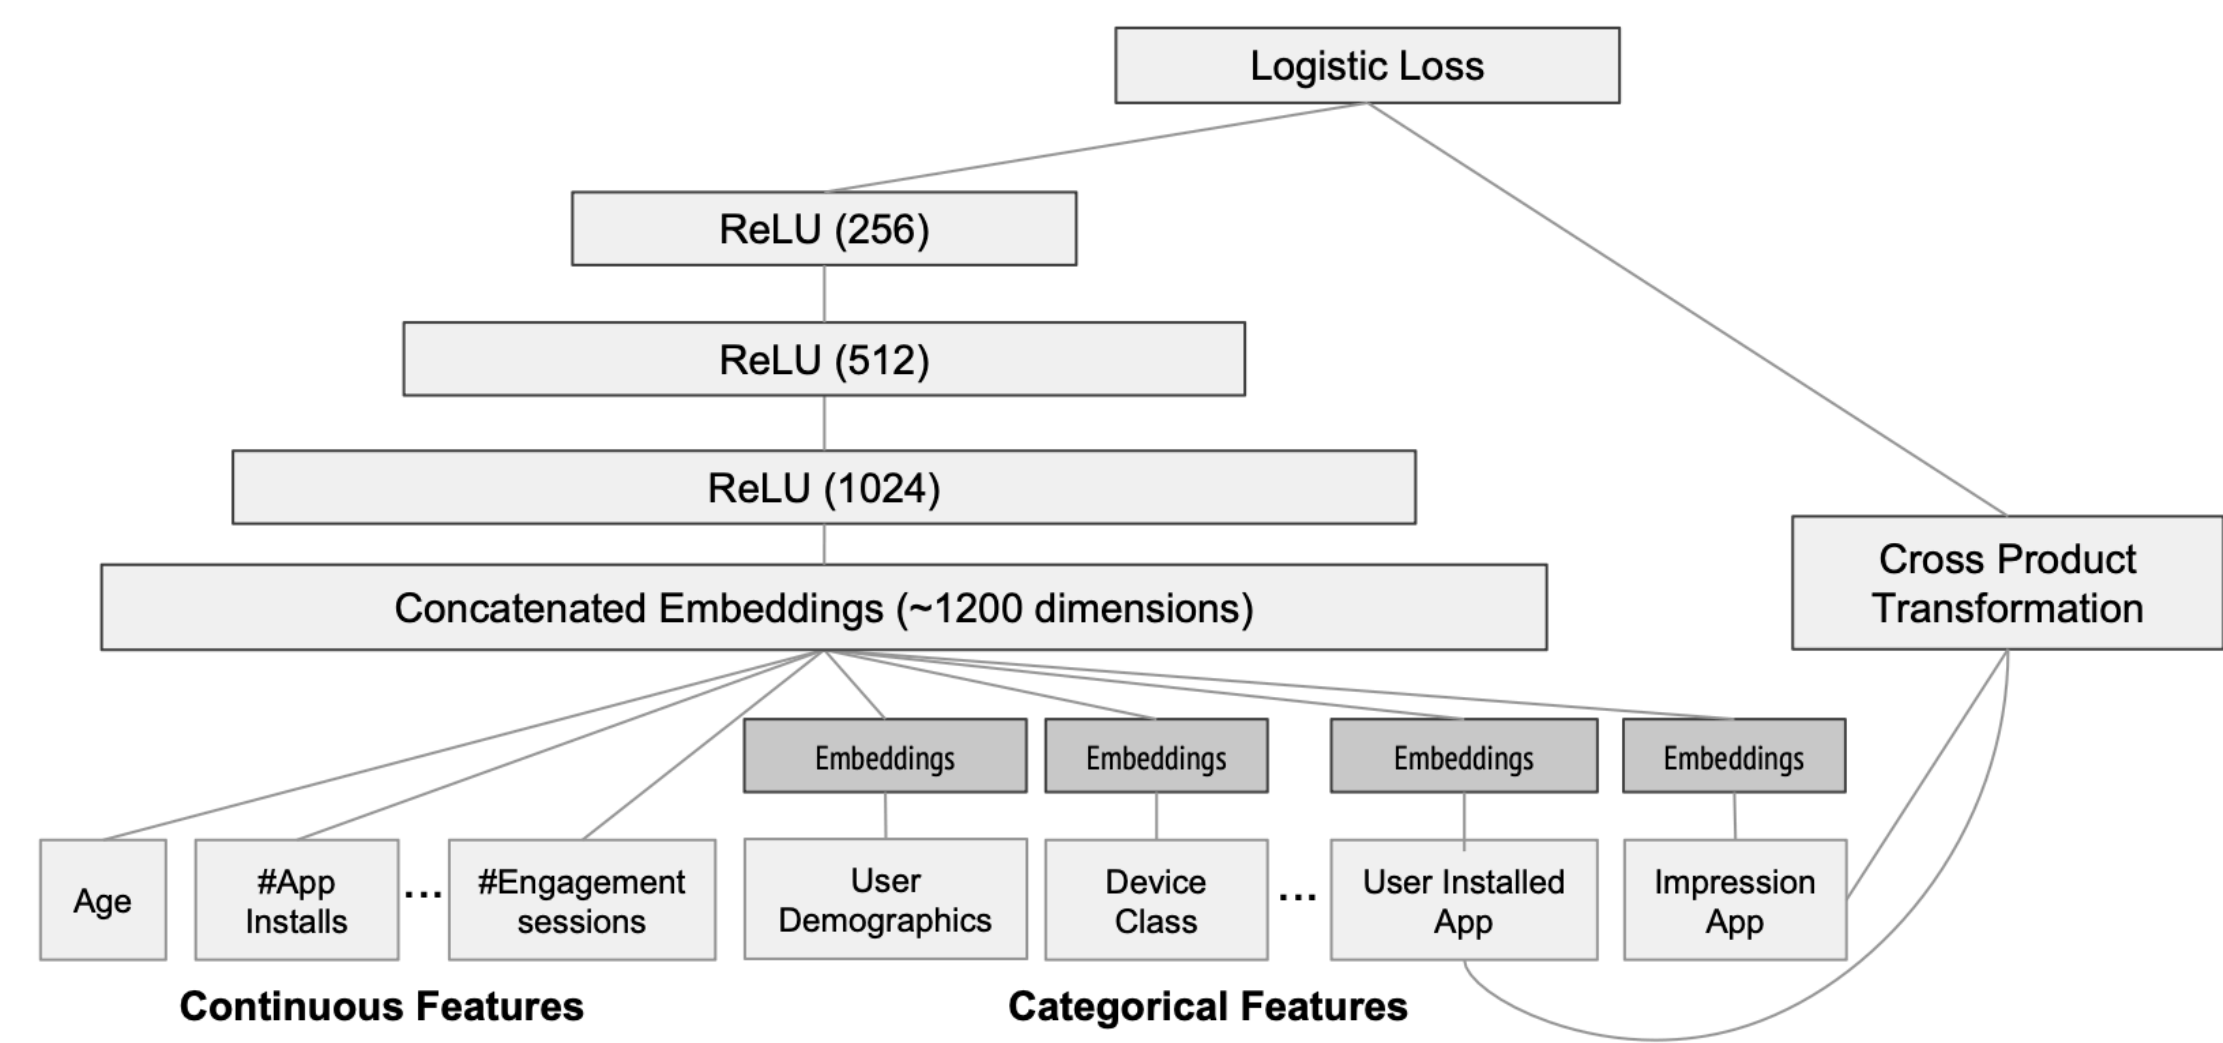 Logistic Loss
ReLU (256)
ReLU (512)
ReLU (1024)
Concatenated Embeddings (~1200 dimensions)
Cross Product
Transformation
Embeddings
Embeddings
Embeddings
Embeddings
Age
#App
Installs
...
#Engagement
sessions
User
Demographics
Device
Class
...
User Installed
App
Impression
App
Continuous Features
Categorical Features